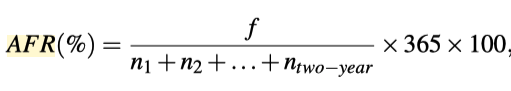 AFR(%) = f / (n1 + n2 + ... + ntwo−year) × 365 × 100,